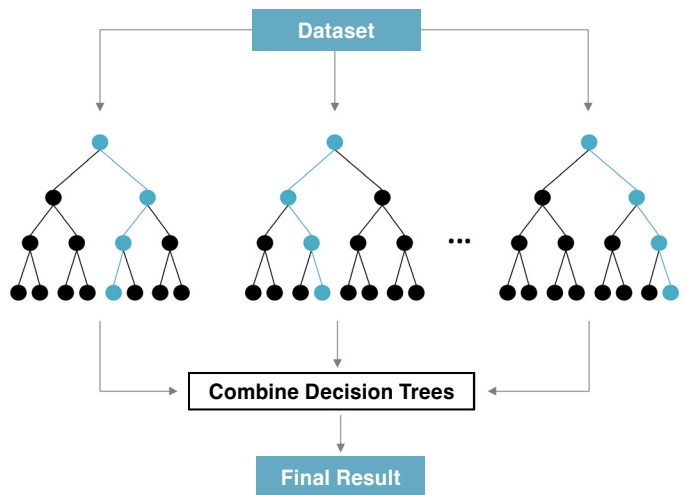 Dataset
...
Combine Decision Trees
Final Result